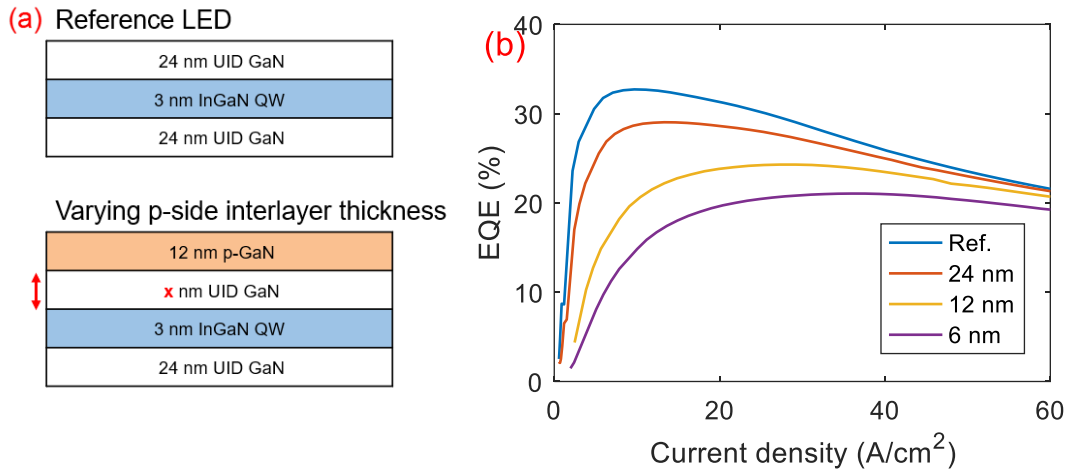 (a) Reference LED
24 nm UID GaN
3 nm InGaN QW
24 nm UID GaN
Varying p-side interlayer thickness
12 nm p-GaN
x nm UID GaN
3 nm InGaN QW
24 nm UID GaN
(b)
EQE (%)
40
30
20
10
0
0 20 40 60
Current density (A/cm²)
Ref.
24 nm
12 nm
6 nm